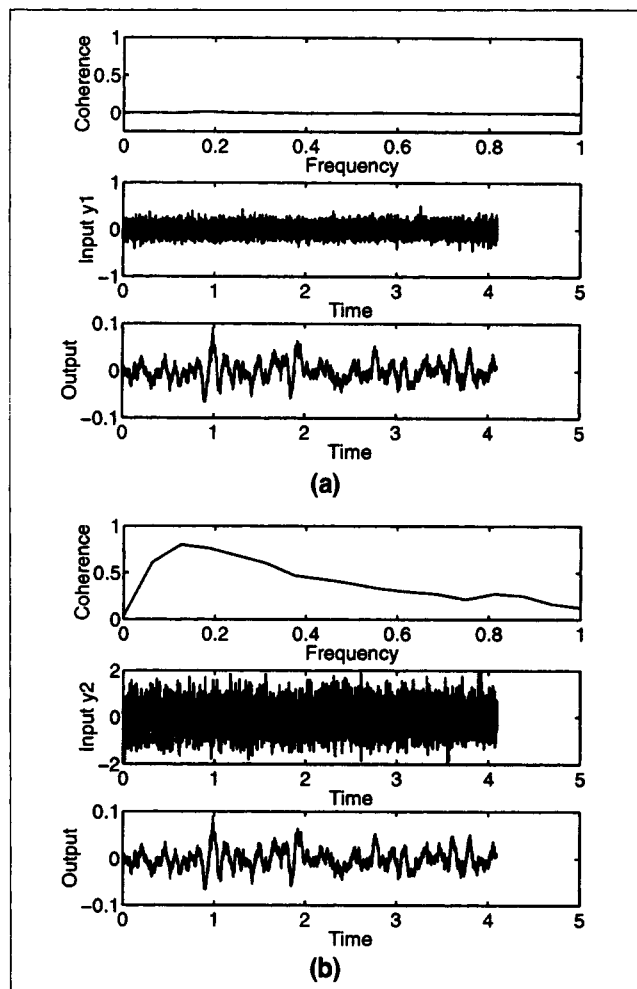 1
0.5
0
Coherence
0 0.2 0.4 0.6 0.8 1
Frequency
1
0
−1
Input y1
0 1 2 3 4 5
Time
0.1
0
−0.1
Output
0 1 2 3 4 5
Time
(a)
1
0.5
0
Coherence
0 0.2 0.4 0.6 0.8 1
Frequency
2
0
−2
Input y2
0 1 2 3 4 5
Time
0.1
0
−0.1
Output
0 1 2 3 4 5
Time
(b)